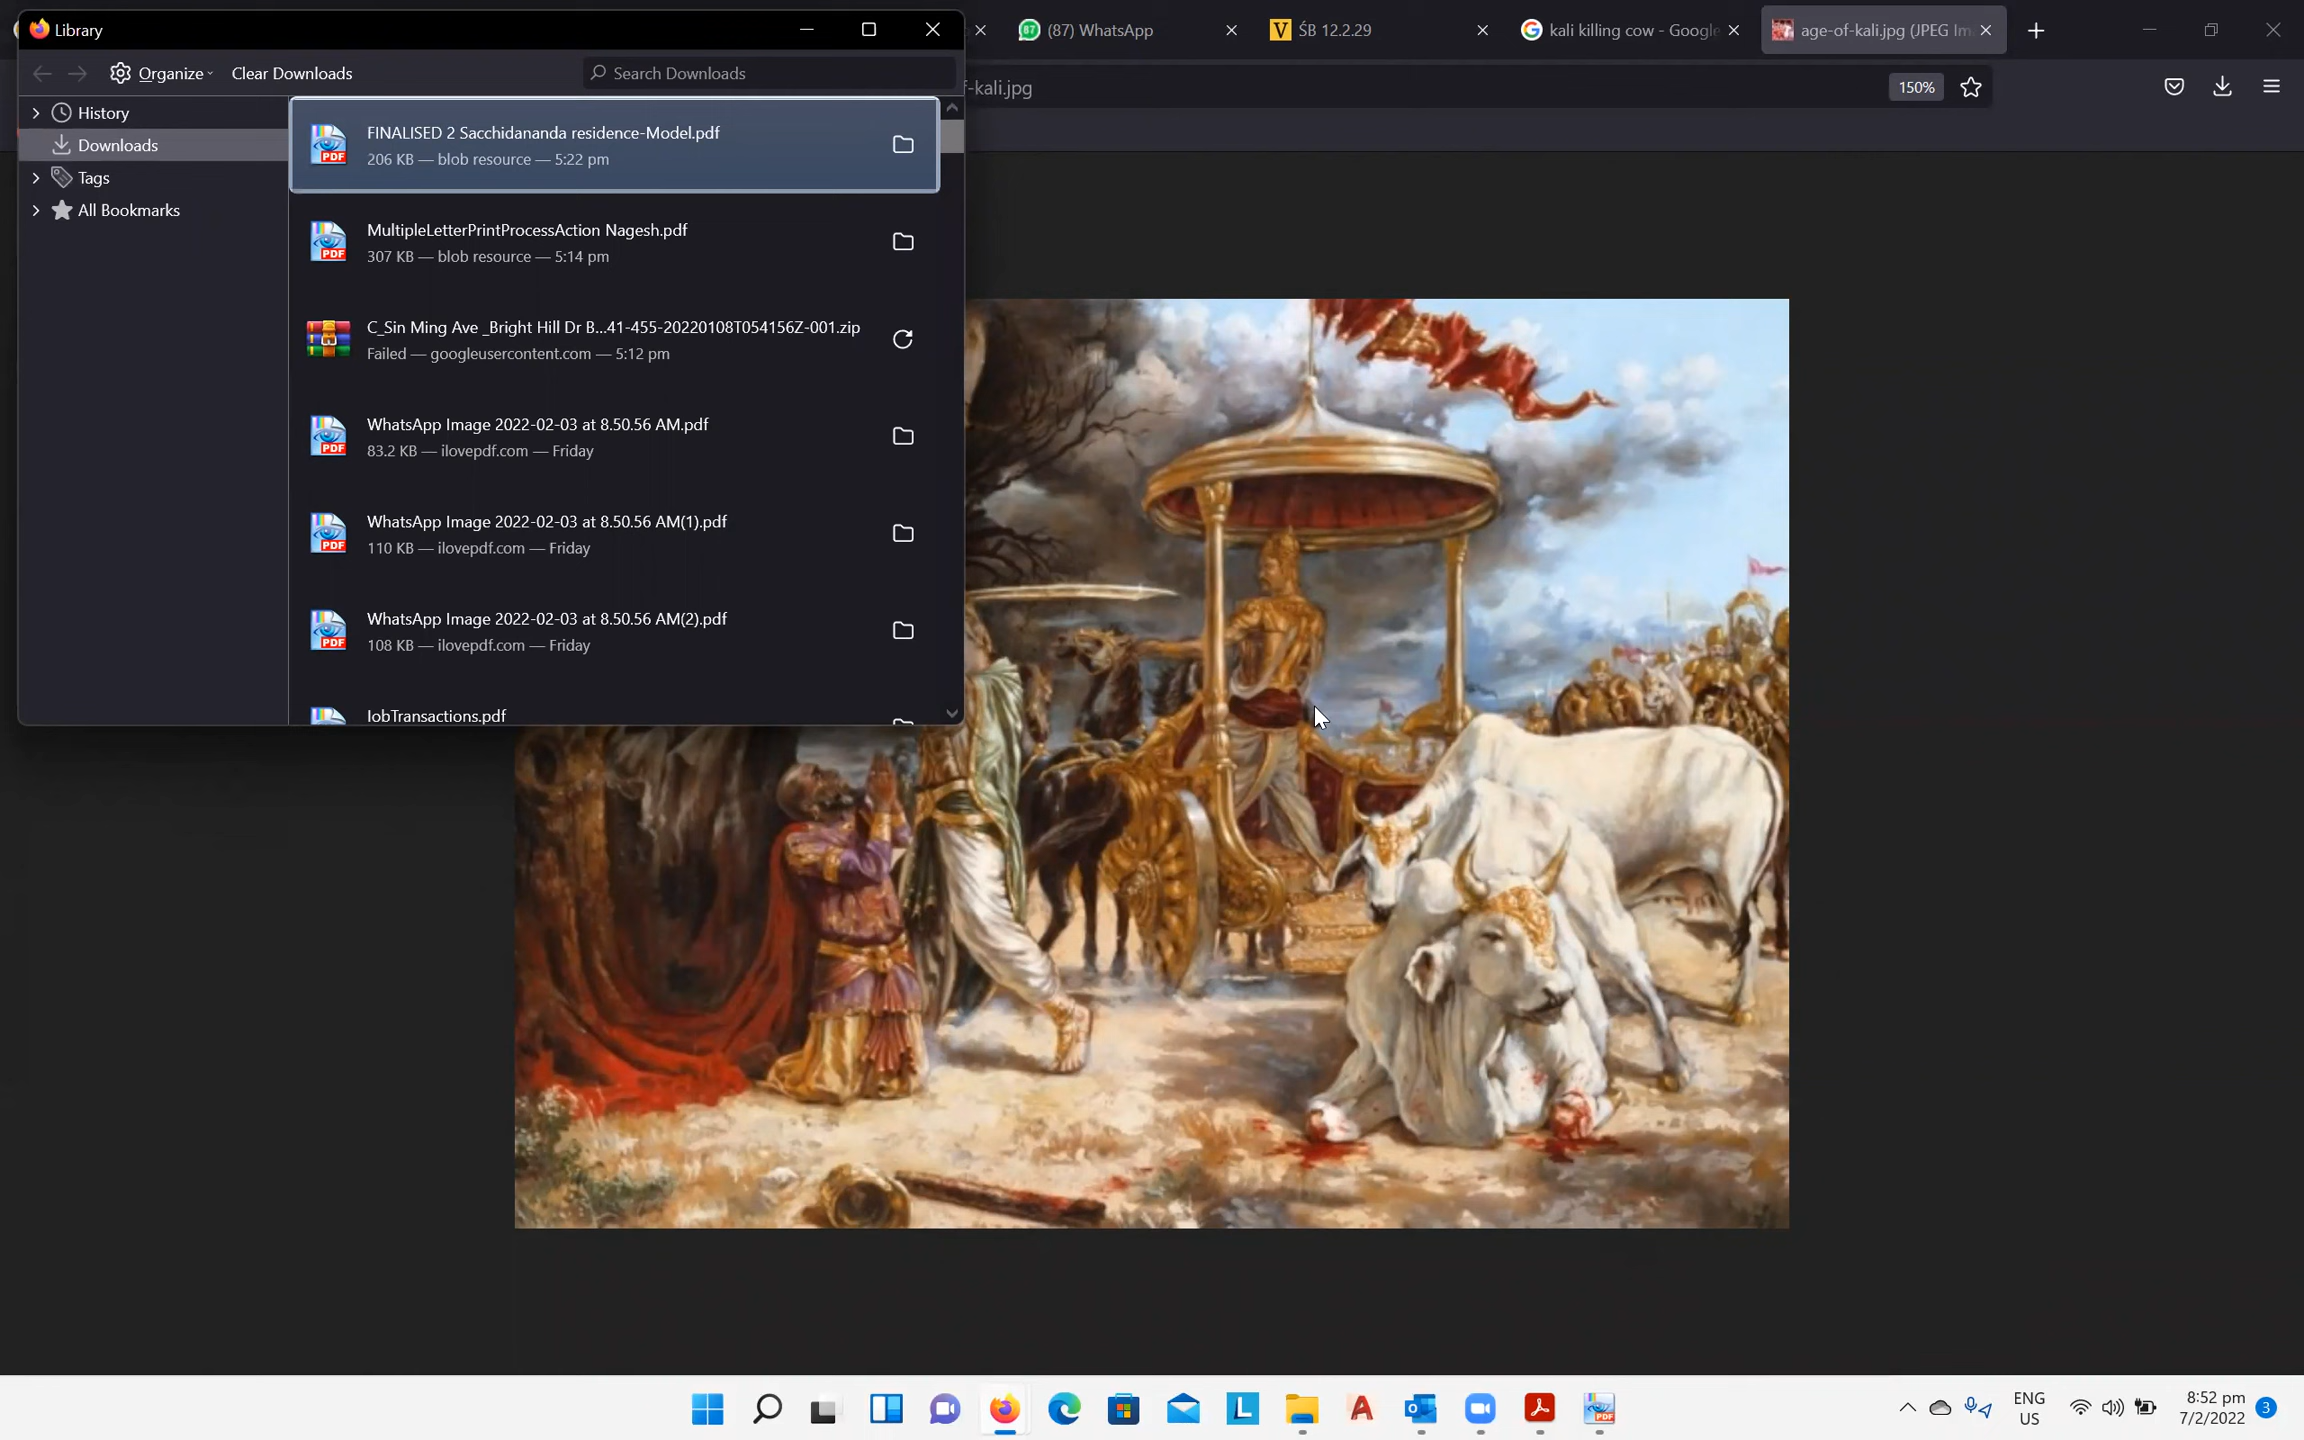 Library
(87) WhatsApp
ŚB 12.2.29
kali killing cow - Google
age-of-kali.jpg (JPEG Im
Organize
Clear Downloads
Search Downloads
f-kali.jpg
150%
History
Downloads
Tags
All Bookmarks
FINALISED 2 Sacchidananda residence-Model.pdf
206 KB — blob resource — 5:22 pm
MultipleLetterPrintProcessAction Nagesh.pdf
307 KB — blob resource — 5:14 pm
C_Sin Ming Ave _Bright Hill Dr B...41-455-20220108T054156Z-001.zip
Failed — googleusercontent.com — 5:12 pm
WhatsApp Image 2022-02-03 at 8.50.56 AM.pdf
83.2 KB — ilovepdf.com — Friday
WhatsApp Image 2022-02-03 at 8.50.56 AM(1).pdf
110 KB — ilovepdf.com — Friday
WhatsApp Image 2022-02-03 at 8.50.56 AM(2).pdf
108 KB — ilovepdf.com — Friday
IobTransactions.pdf
ENG
US
8:52 pm
7/2/2022
3